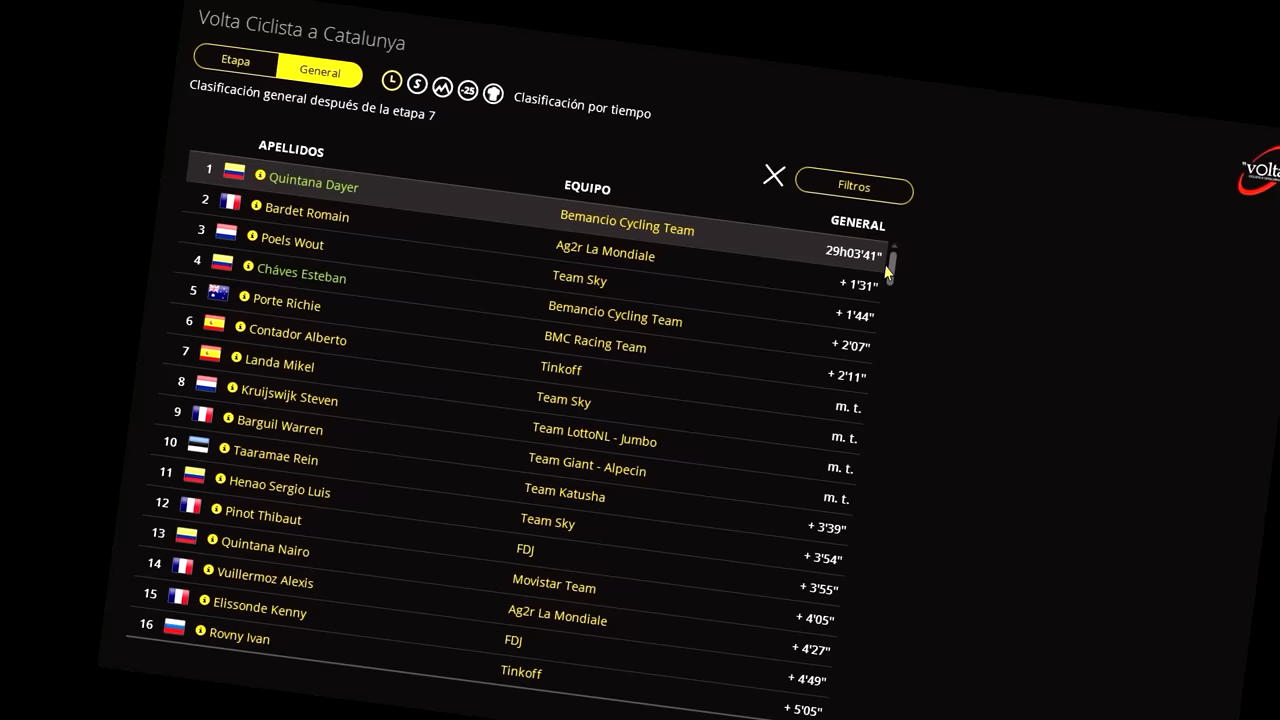 Volta Ciclista a Catalunya
Etapa General S -25 Clasificación por tiempo
Clasificación general después de la etapa 7
Filtros
APELLIDOS EQUIPO GENERAL
1 Quintana Dayer Bemancio Cycling Team 29h03'41"
2 Bardet Romain Ag2r La Mondiale + 1'31"
3 Poels Wout Team Sky + 1'44"
4 Cháves Esteban Bemancio Cycling Team + 2'07"
5 Porte Richie BMC Racing Team + 2'11"
6 Contador Alberto Tinkoff m. t.
7 Landa Mikel Team Sky m. t.
8 Kruijswijk Steven Team LottoNL - Jumbo m. t.
9 Barguil Warren Team Giant - Alpecin m. t.
10 Taaramae Rein Team Katusha + 3'39"
11 Henao Sergio Luis Team Sky + 3'54"
12 Pinot Thibaut FDJ + 3'55"
13 Quintana Nairo Movistar Team + 4'05"
14 Vuillermoz Alexis Ag2r La Mondiale + 4'27"
15 Elissonde Kenny FDJ + 4'49"
16 Rovny Ivan Tinkoff + 5'05"